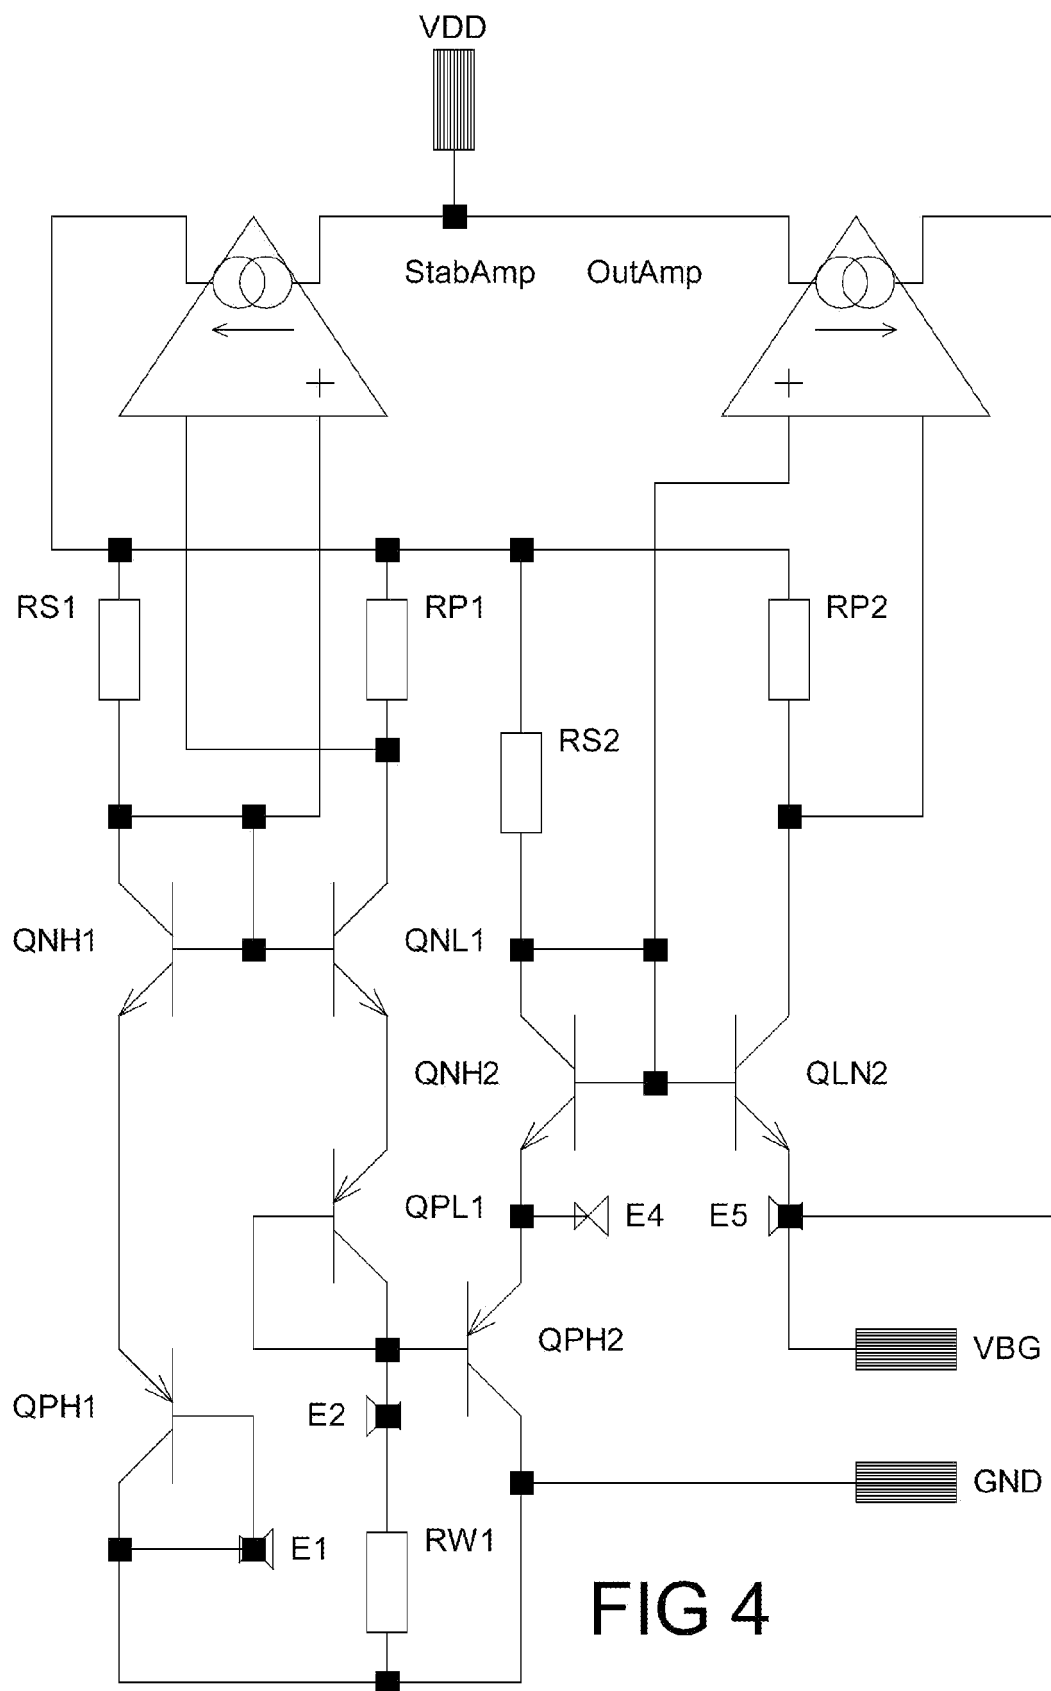 VDD
StabAmp OutAmp
+ +
RS1 RP1 RP2
RS2
QNH1 QNL1
QNH2 QLN2
QPL1 E4 E5
QPH2 VBG
QPH1 E2
GND
E1 RW1
FIG 4